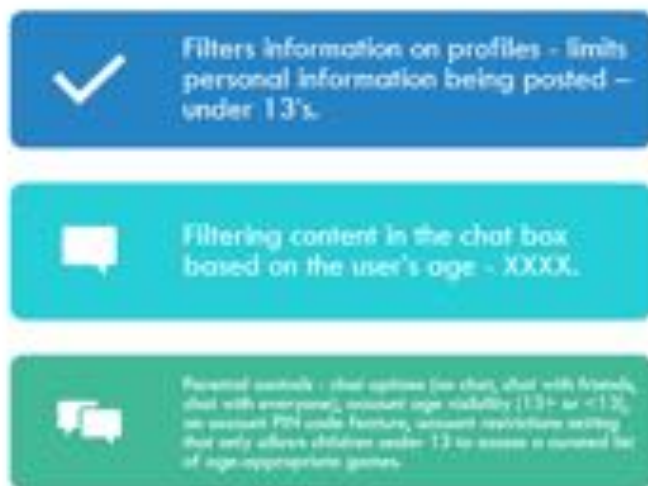 Filters information on profiles - limits
personal information being posted –
under 13's.
Filtering content in the chat box
based on the user's age - XXXX.
Parental controls - chat options (no chat, chat with friends,
chat with everyone), account age visibility (13+ or <13),
an account PIN code feature, account restrictions setting
that only allows children under 13 to access a curated list
of age-appropriate games.